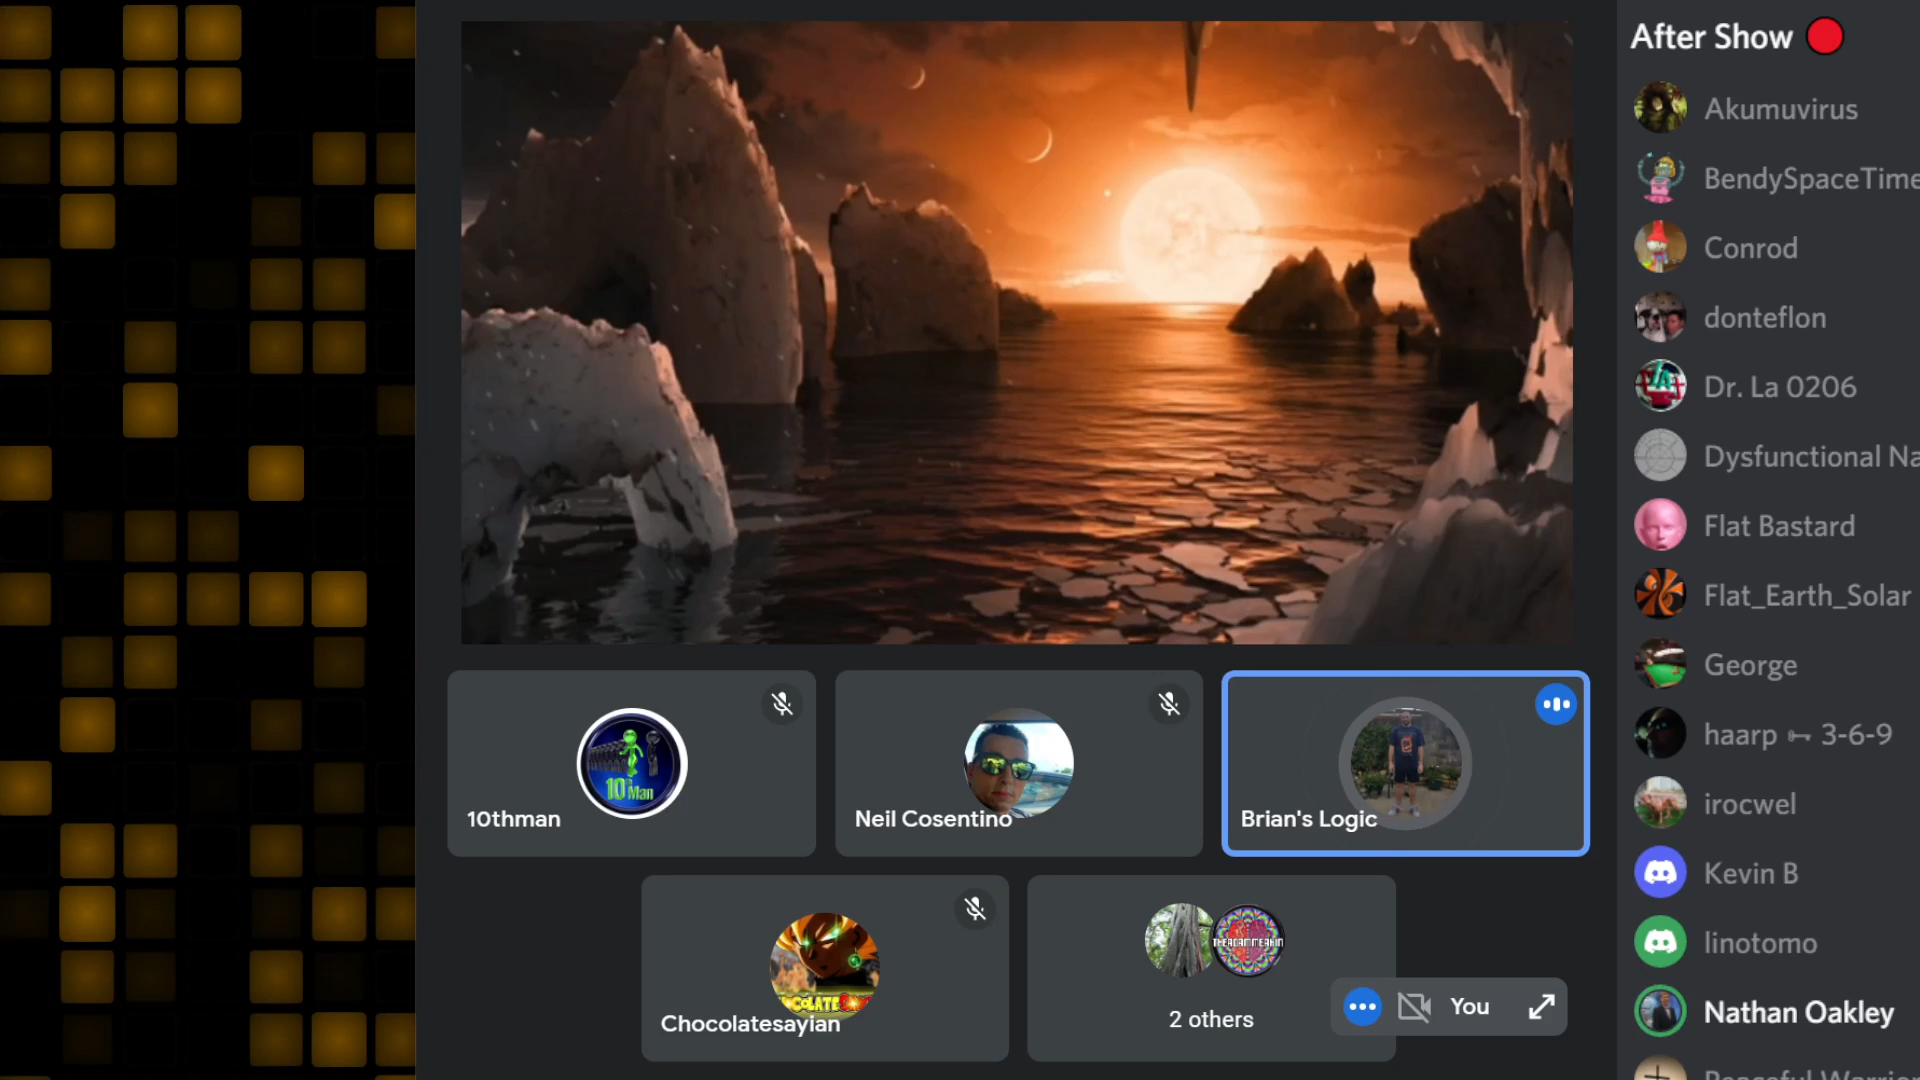 After Show
Akumuvirus
BendySpaceTime
Conrod
donteflon
Dr. La 0206
Dysfunctional Na
Flat Bastard
Flat_Earth_Solar
George
haarp 3-6-9
irocwel
Kevin B
linotomo
Nathan Oakley
10th Man
10thman
Neil Cosentino
Brian's Logic
Chocolatesayian
2 others
You